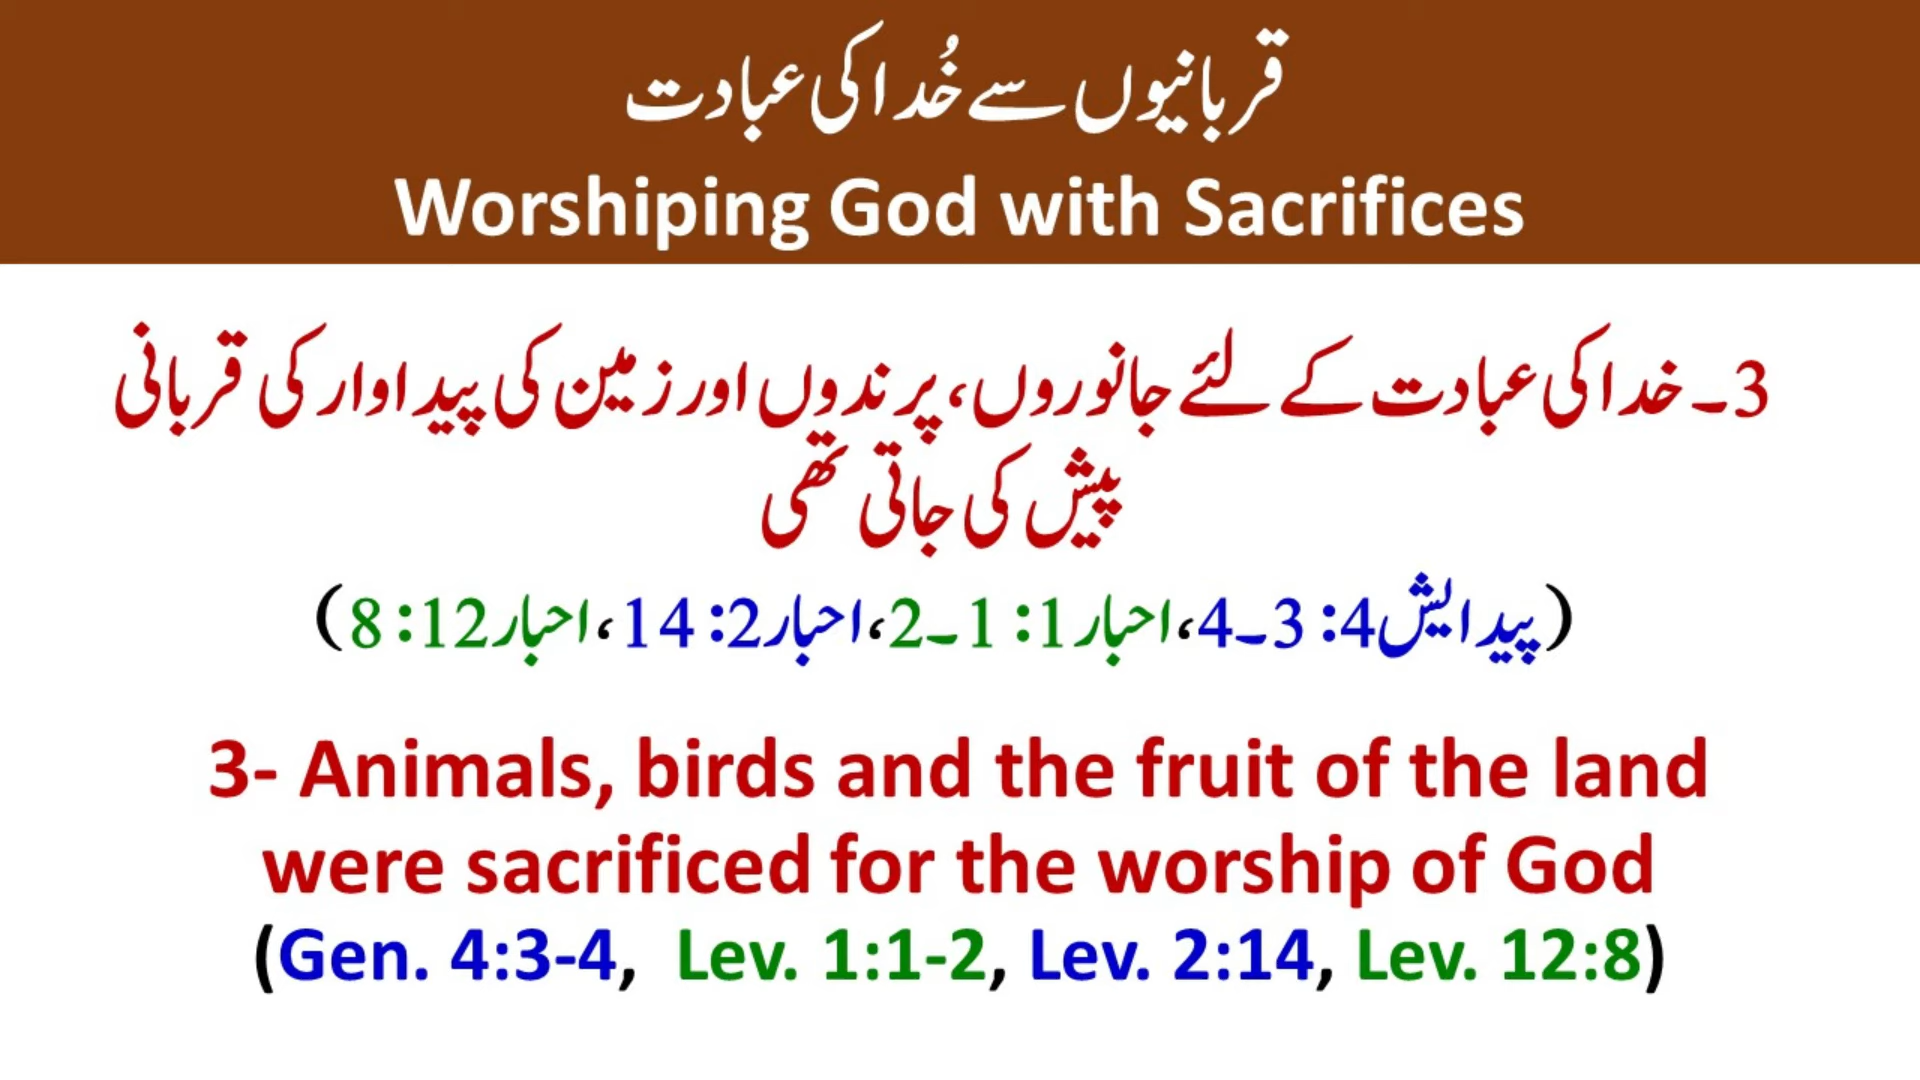 قربانیوں سے خُدا کی عبادت
Worshiping God with Sacrifices
3۔ خدا کی عبادت کے لئے جانوروں، پرندوں اور زمین کی پیداوار کی قربانی
پیش کی جاتی تھی
(پیدایش4: 3۔4،احبار1: 1۔2،احبار2: 14،احبار12: 8)
3- Animals, birds and the fruit of the land
were sacrificed for the worship of God
(Gen. 4:3-4, Lev. 1:1-2, Lev. 2:14, Lev. 12:8)